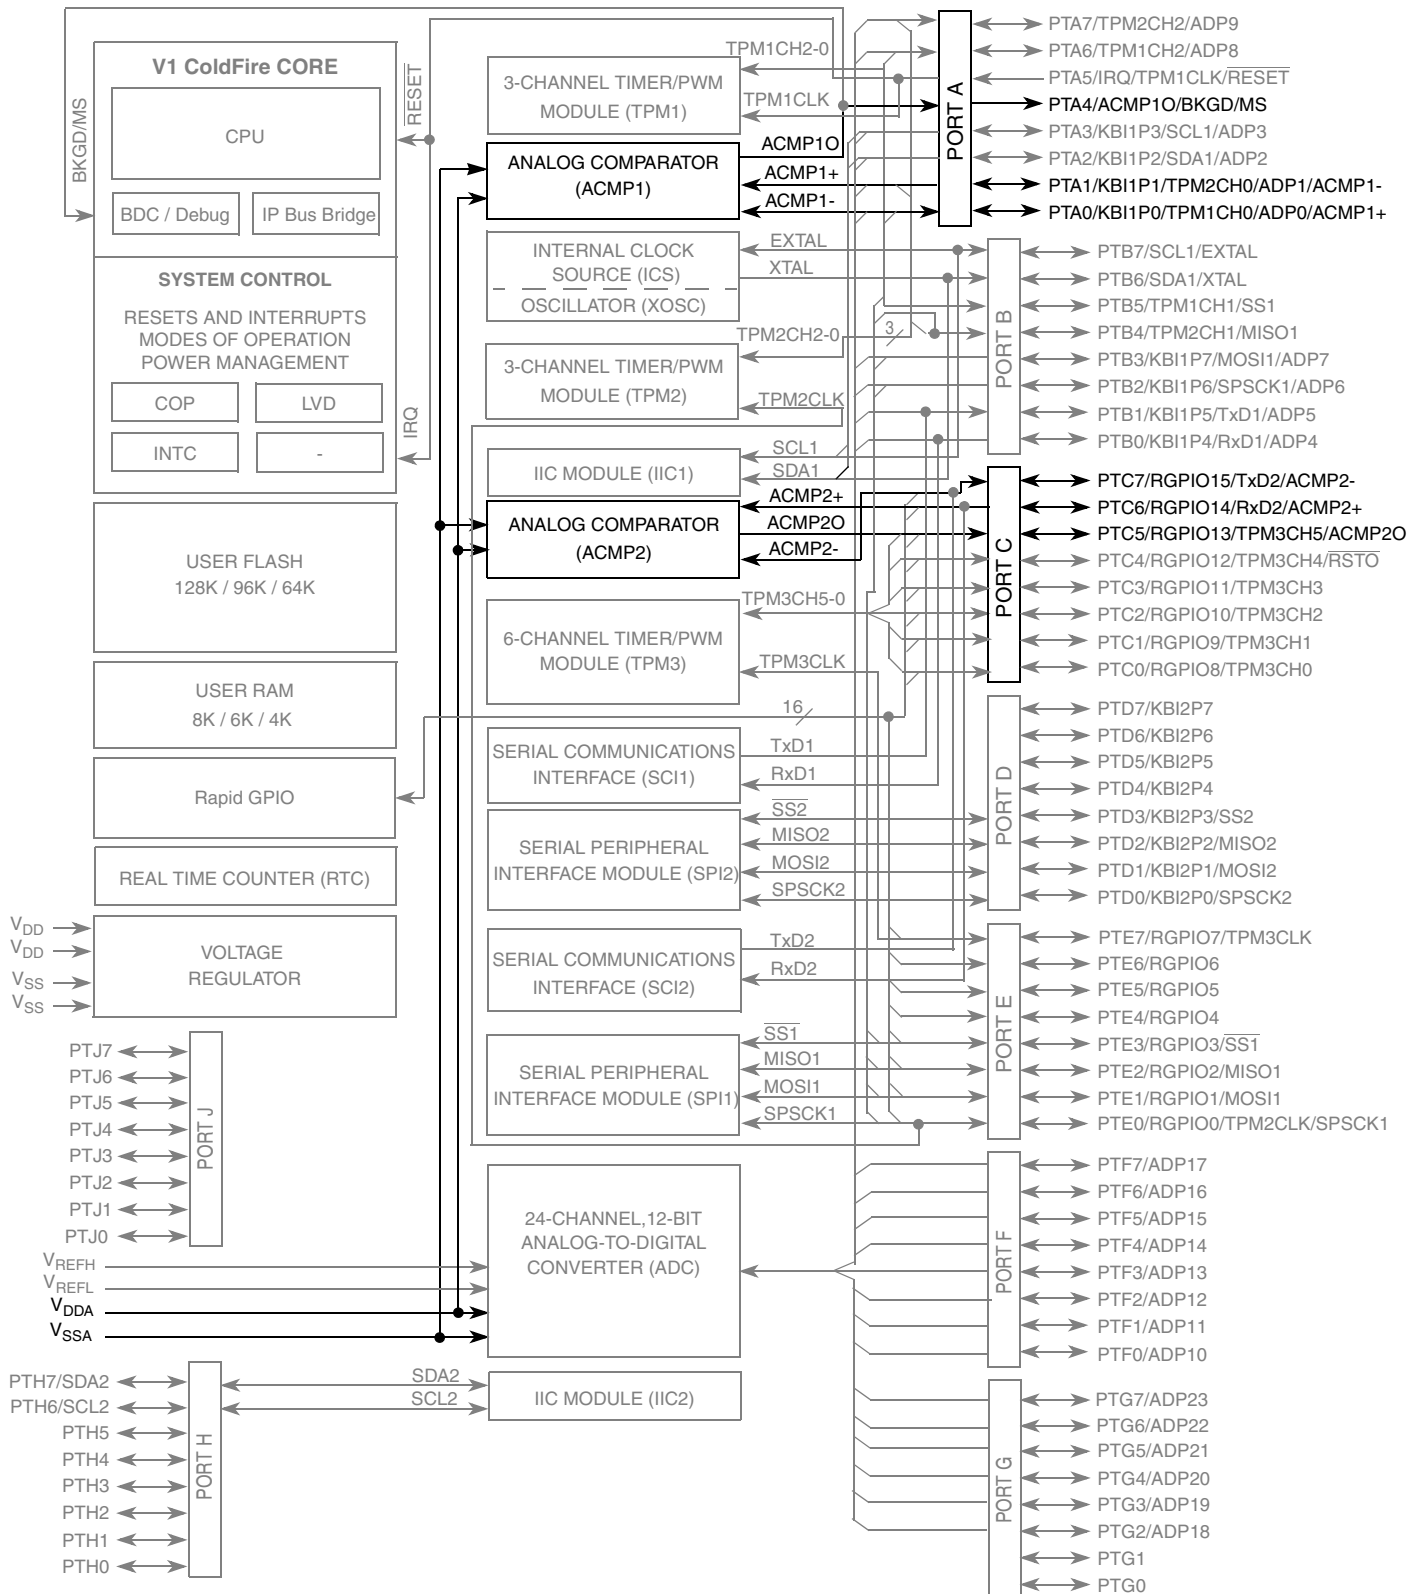 V1 ColdFire CORE
CPU
BDC / Debug
IP Bus Bridge
BKGD/MS
RESET
SYSTEM CONTROL
RESETS AND INTERRUPTS
MODES OF OPERATION
POWER MANAGEMENT
COP
LVD
INTC
-
IRQ
USER FLASH
128K / 96K / 64K
USER RAM
8K / 6K / 4K
Rapid GPIO
REAL TIME COUNTER (RTC)
VOLTAGE
REGULATOR
VDD
VDD
VSS
VSS
PTJ7
PTJ6
PTJ5
PTJ4
PTJ3
PTJ2
PTJ1
PTJ0
PORT J
VREFH
VREFL
VDDA
VSSA
PTH7/SDA2
PTH6/SCL2
PTH5
PTH4
PTH3
PTH2
PTH1
PTH0
PORT H
3-CHANNEL TIMER/PWM
MODULE (TPM1)
TPM1CH2-0
TPM1CLK
ANALOG COMPARATOR
(ACMP1)
ACMP1O
ACMP1+
ACMP1-
INTERNAL CLOCK
SOURCE (ICS)
OSCILLATOR (XOSC)
EXTAL
XTAL
3-CHANNEL TIMER/PWM
MODULE (TPM2)
TPM2CH2-0
3
TPM2CLK
IIC MODULE (IIC1)
SCL1
SDA1
ANALOG COMPARATOR
(ACMP2)
ACMP2+
ACMP2O
ACMP2-
6-CHANNEL TIMER/PWM
MODULE (TPM3)
TPM3CH5-0
TPM3CLK
16
SERIAL COMMUNICATIONS
INTERFACE (SCI1)
TxD1
RxD1
SERIAL PERIPHERAL
INTERFACE MODULE (SPI2)
SS2
MISO2
MOSI2
SPSCK2
SERIAL COMMUNICATIONS
INTERFACE (SCI2)
TxD2
RxD2
SERIAL PERIPHERAL
INTERFACE MODULE (SPI1)
SS1
MISO1
MOSI1
SPSCK1
24-CHANNEL,12-BIT
ANALOG-TO-DIGITAL
CONVERTER (ADC)
IIC MODULE (IIC2)
SDA2
SCL2
PORT A
PTA7/TPM2CH2/ADP9
PTA6/TPM1CH2/ADP8
PTA5/IRQ/TPM1CLK/RESET
PTA4/ACMP1O/BKGD/MS
PTA3/KBI1P3/SCL1/ADP3
PTA2/KBI1P2/SDA1/ADP2
PTA1/KBI1P1/TPM2CH0/ADP1/ACMP1-
PTA0/KBI1P0/TPM1CH0/ADP0/ACMP1+
PORT B
PTB7/SCL1/EXTAL
PTB6/SDA1/XTAL
PTB5/TPM1CH1/SS1
PTB4/TPM2CH1/MISO1
PTB3/KBI1P7/MOSI1/ADP7
PTB2/KBI1P6/SPSCK1/ADP6
PTB1/KBI1P5/TxD1/ADP5
PTB0/KBI1P4/RxD1/ADP4
PORT C
PTC7/RGPIO15/TxD2/ACMP2-
PTC6/RGPIO14/RxD2/ACMP2+
PTC5/RGPIO13/TPM3CH5/ACMP2O
PTC4/RGPIO12/TPM3CH4/RSTO
PTC3/RGPIO11/TPM3CH3
PTC2/RGPIO10/TPM3CH2
PTC1/RGPIO9/TPM3CH1
PTC0/RGPIO8/TPM3CH0
PORT D
PTD7/KBI2P7
PTD6/KBI2P6
PTD5/KBI2P5
PTD4/KBI2P4
PTD3/KBI2P3/SS2
PTD2/KBI2P2/MISO2
PTD1/KBI2P1/MOSI2
PTD0/KBI2P0/SPSCK2
PORT E
PTE7/RGPIO7/TPM3CLK
PTE6/RGPIO6
PTE5/RGPIO5
PTE4/RGPIO4
PTE3/RGPIO3/SS1
PTE2/RGPIO2/MISO1
PTE1/RGPIO1/MOSI1
PTE0/RGPIO0/TPM2CLK/SPSCK1
PORT F
PTF7/ADP17
PTF6/ADP16
PTF5/ADP15
PTF4/ADP14
PTF3/ADP13
PTF2/ADP12
PTF1/ADP11
PTF0/ADP10
PORT G
PTG7/ADP23
PTG6/ADP22
PTG5/ADP21
PTG4/ADP20
PTG3/ADP19
PTG2/ADP18
PTG1
PTG0